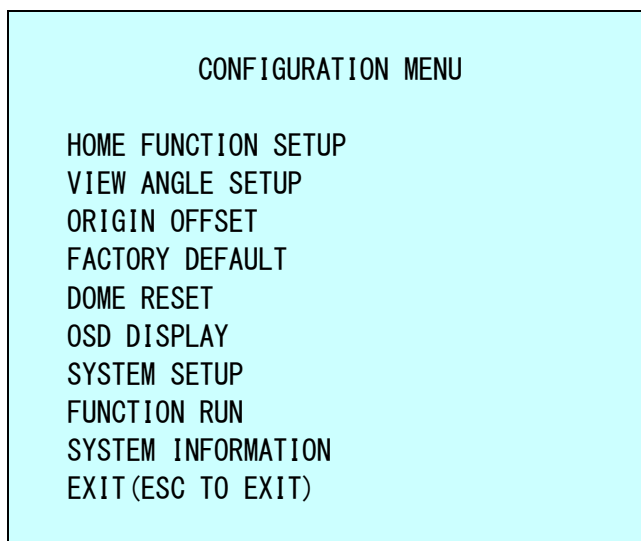 CONFIGURATION MENU
HOME FUNCTION SETUP
VIEW ANGLE SETUP
ORIGIN OFFSET
FACTORY DEFAULT
DOME RESET
OSD DISPLAY
SYSTEM SETUP
FUNCTION RUN
SYSTEM INFORMATION
EXIT(ESC TO EXIT)